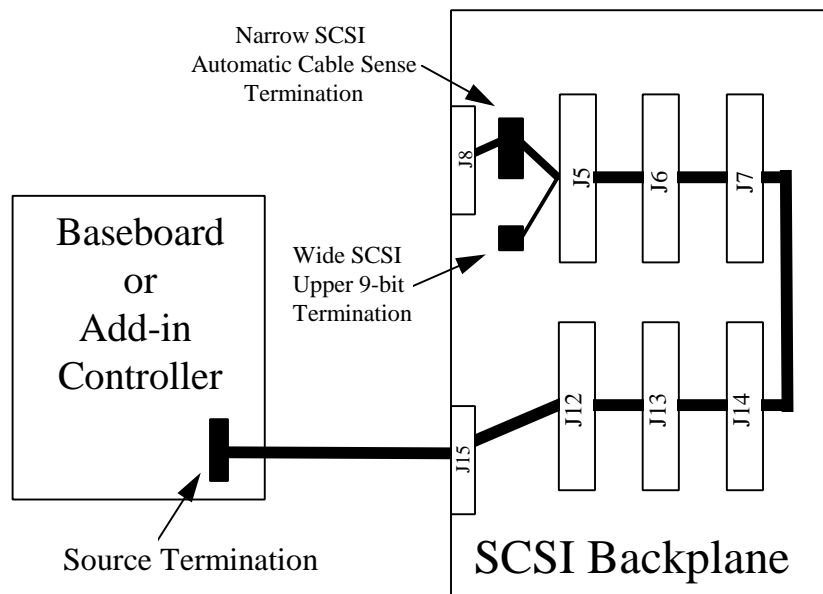 Narrow SCSI
Automatic Cable Sense
Termination
J8
J5
J6
J7
Baseboard
or
Add-in
Controller
Wide SCSI
Upper 9-bit
Termination
J12
J13
J14
J15
Source Termination
SCSI Backplane